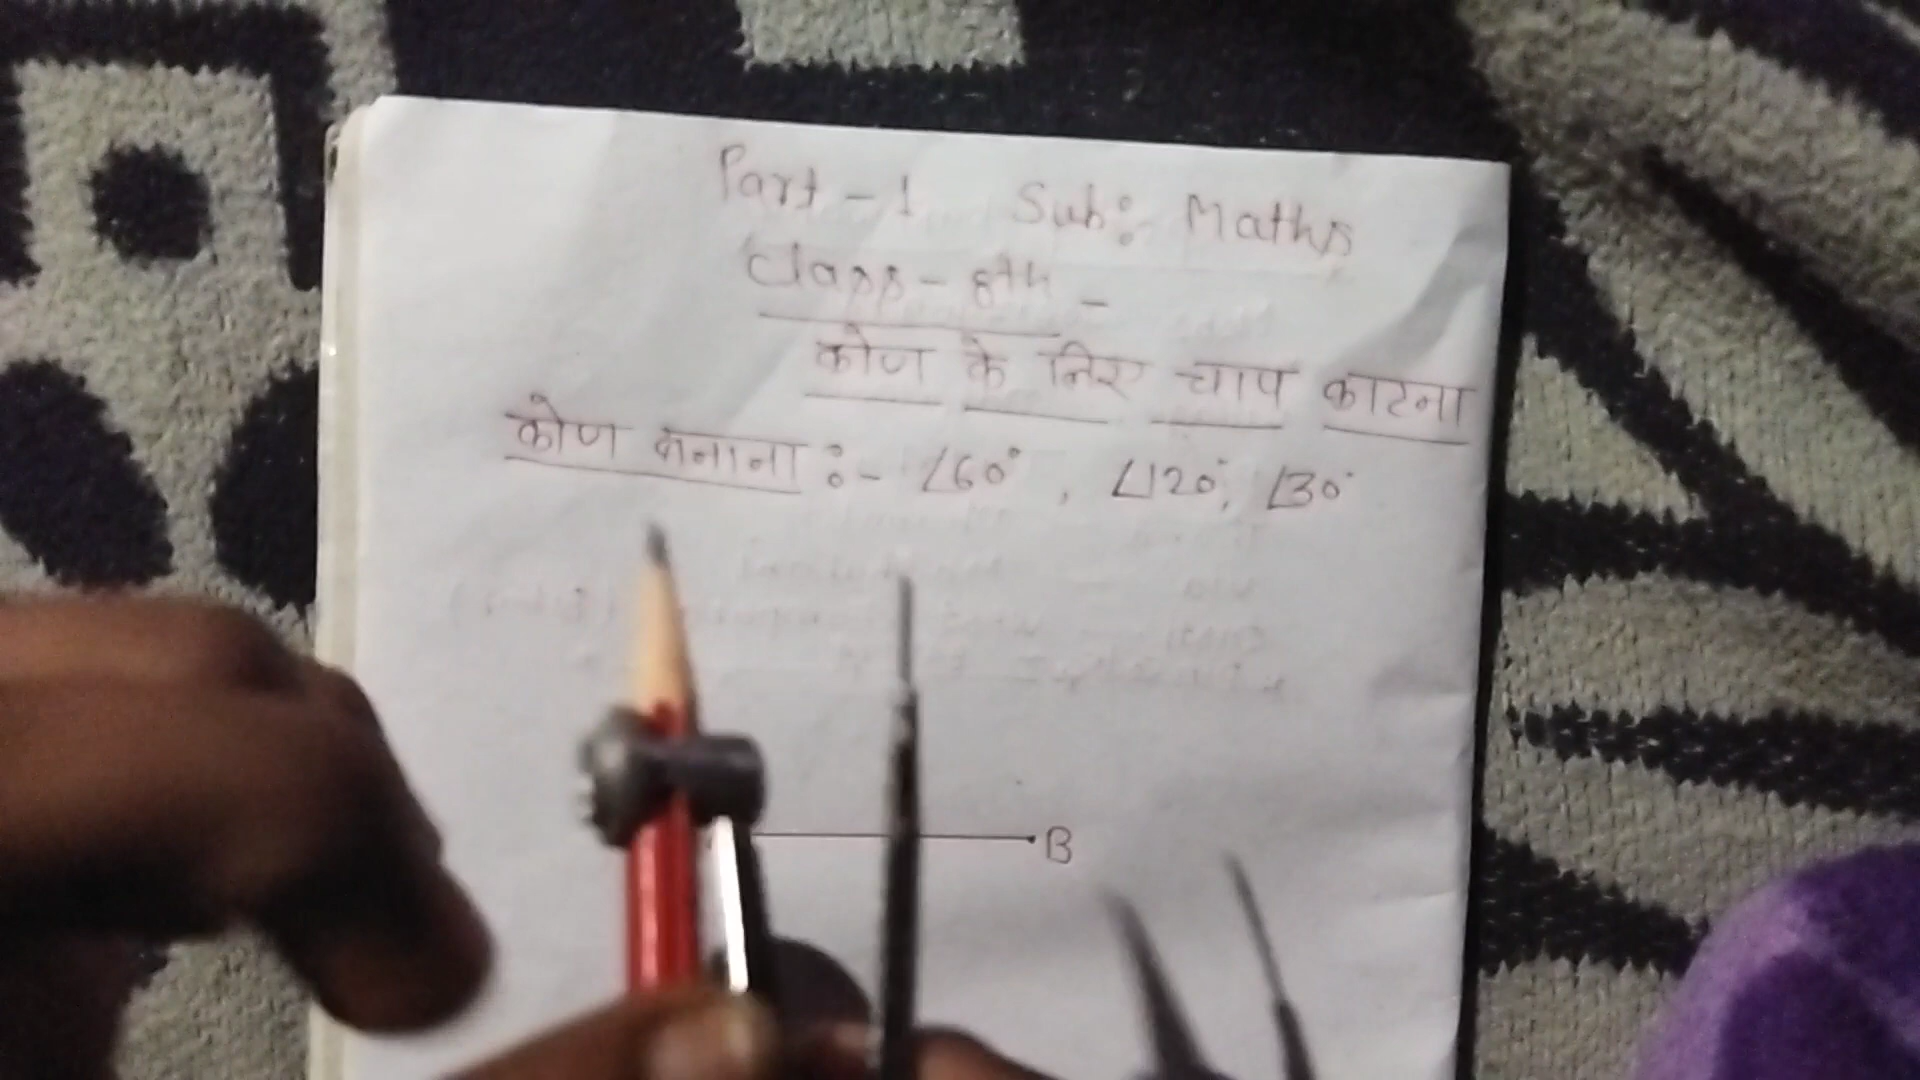 Part - 1 Sub: Maths
Class - 8th -
कोण के लिए चाप काटना
कोण बनाना :- ∠60°, ∠120°, ∠30°
B